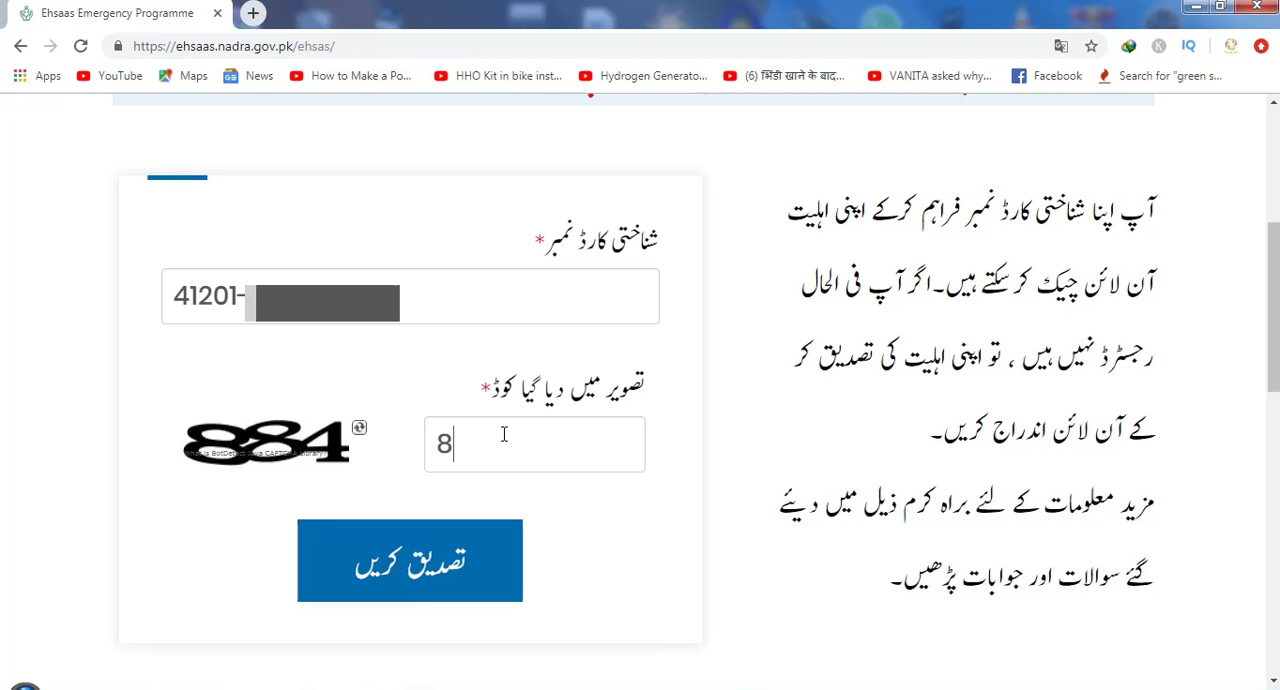 Ehsaas Emergency Programme
https://ehsaas.nadra.gov.pk/ehsas/
Apps
YouTube
Maps
News
How to Make a Po...
HHO Kit in bike inst...
Hydrogen Generato...
(6) भिंडी खाने के बाद...
VANITA asked why...
Facebook
Search for "green s...
شناختی کارڈ نمبر*
41201-
تصویر میں دیا گیا کوڈ*
884
8
تصدیق کریں
آپ اپنا شناختی کارڈ نمبر فراہم کرکے اپنی اہلیت
آن لائن چیک کر سکتے ہیں۔ اگر آپ فی الحال
رجسٹرڈ نہیں ہیں ، تو اپنی اہلیت کی تصدیق کر
کے آن لائن اندراج کریں۔
مزید معلومات کے لئے براہ کرم ذیل میں دیئے
گئے سوالات اور جوابات پڑھیں۔